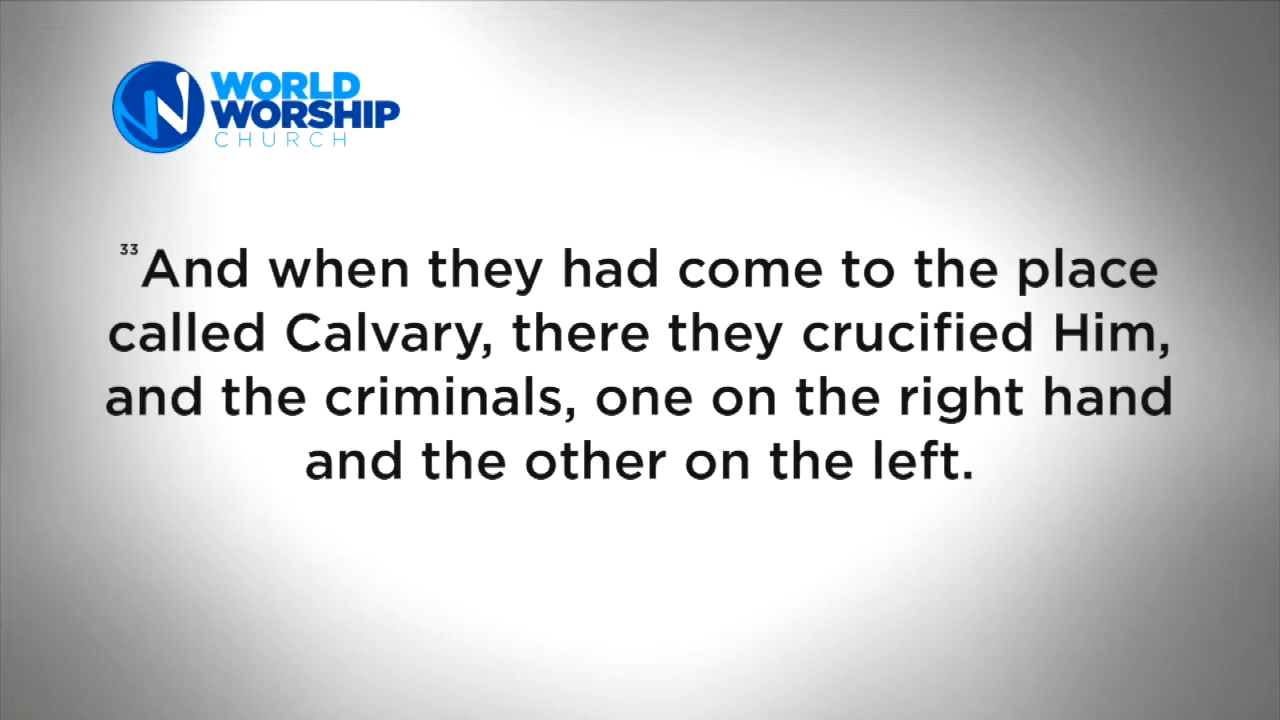 WORLD
WORSHIP
CHURCH
33And when they had come to the place
called Calvary, there they crucified Him,
and the criminals, one on the right hand
and the other on the left.